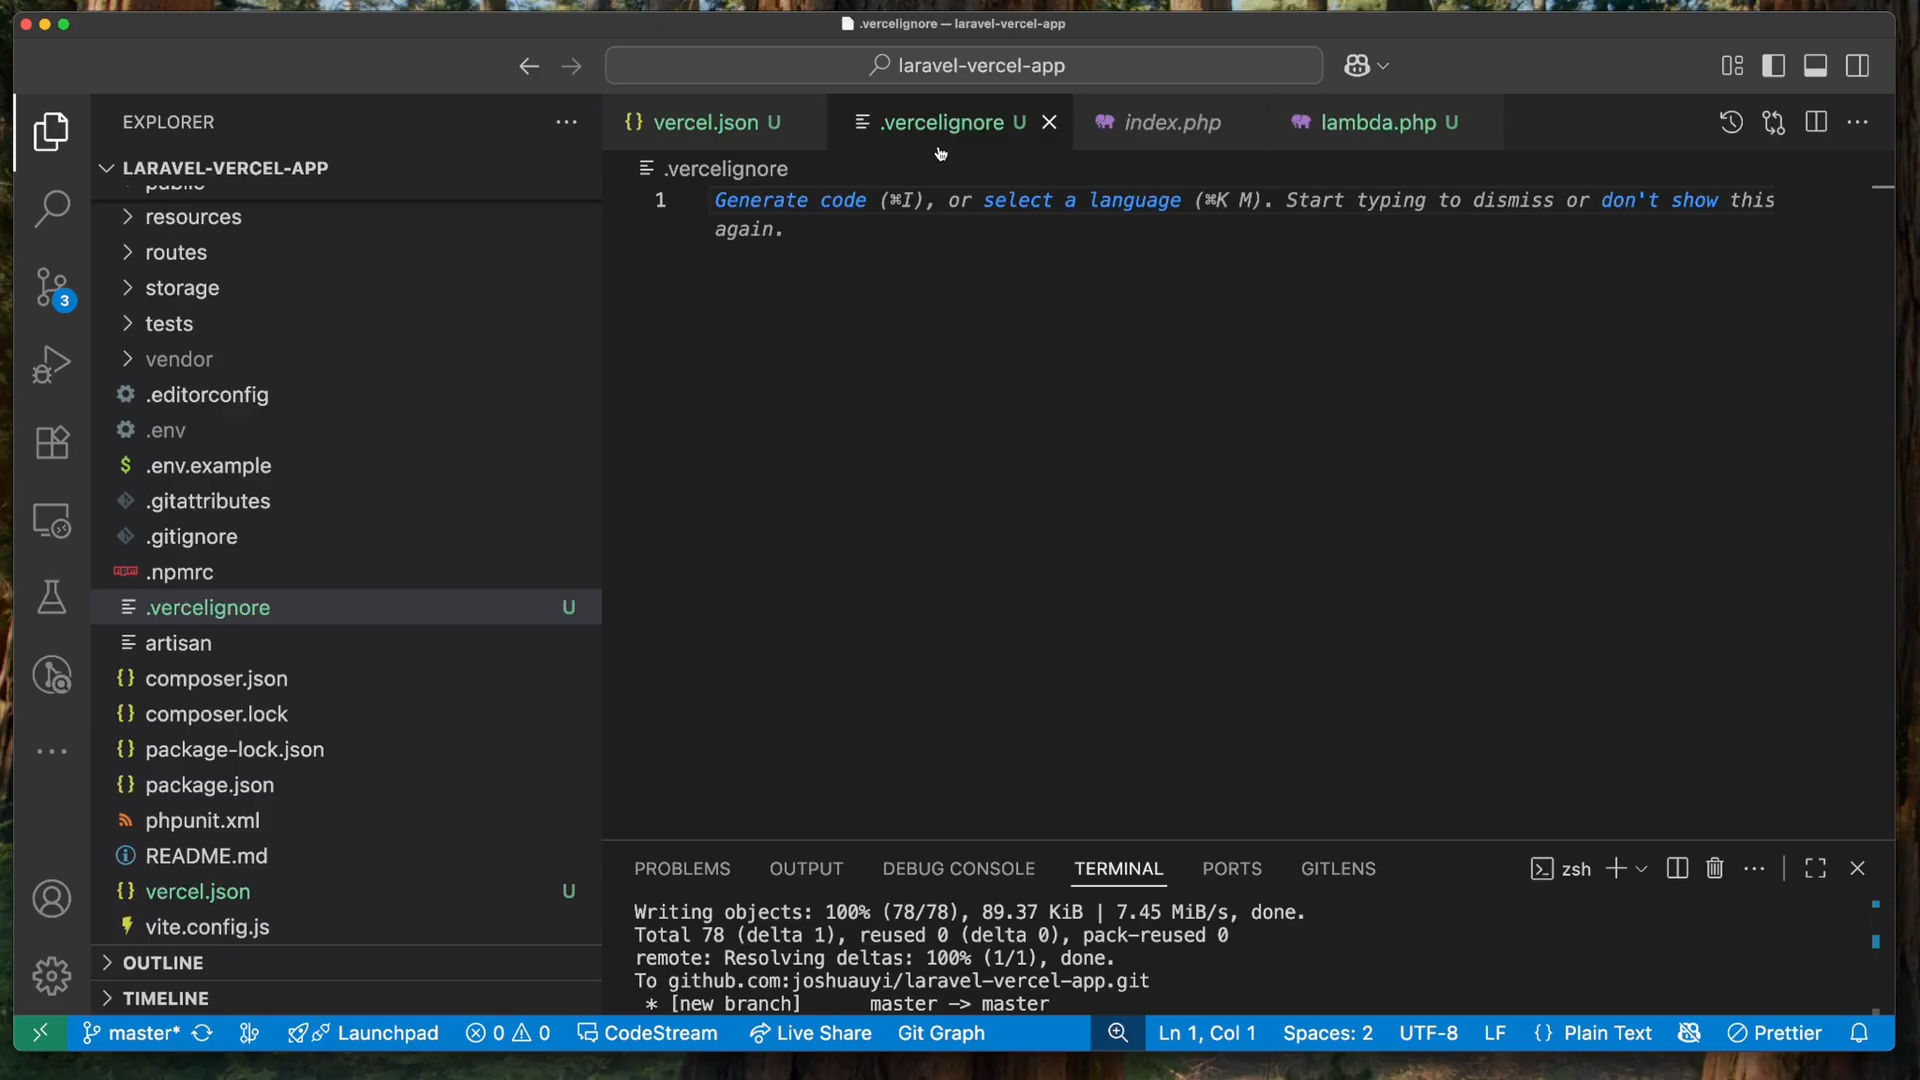 .vercelignore — laravel-vercel-app
laravel-vercel-app
EXPLORER
vercel.json U
.vercelignore U
index.php
lambda.php U
LARAVEL-VERCEL-APP
.vercelignore
public
resources
routes
storage
tests
vendor
.editorconfig
.env
.env.example
.gitattributes
.gitignore
.npmrc
.vercelignore U
artisan
composer.json
composer.lock
package-lock.json
package.json
phpunit.xml
README.md
vercel.json U
vite.config.js
OUTLINE
TIMELINE
3
1 Generate code (⌘I), or select a language (⌘K M). Start typing to dismiss or don't show this
again.
PROBLEMS OUTPUT DEBUG CONSOLE TERMINAL PORTS GITLENS
zsh
Writing objects: 100% (78/78), 89.37 KiB | 7.45 MiB/s, done.
Total 78 (delta 1), reused 0 (delta 0), pack-reused 0
remote: Resolving deltas: 100% (1/1), done.
To github.com:joshuauyi/laravel-vercel-app.git
* [new branch] master -> master
master* Launchpad 0 0 CodeStream Live Share Git Graph Ln 1, Col 1 Spaces: 2 UTF-8 LF {} Plain Text Prettier